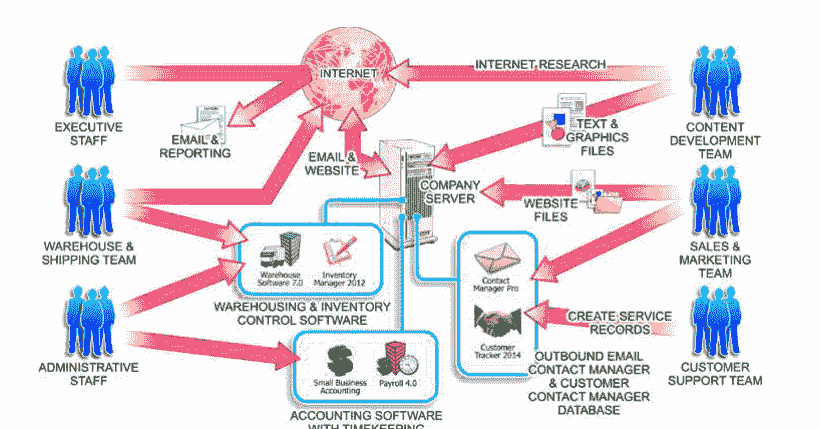 INTERNET
INTERNET RESEARCH
EXECUTIVE
STAFF
EMAIL &
REPORTING
TEXT &
GRAPHICS
FILES
CONTENT
DEVELOPMENT
TEAM
EMAIL &
WEBSITE
COMPANY
SERVER
WEBSITE
FILES
WAREHOUSE &
SHIPPING TEAM
SALES &
MARKETING
TEAM
Warehouse
Software 7.0
Inventory
Manager 2012
WAREHOUSING & INVENTORY
CONTROL SOFTWARE
Contact
Manager Pro
CREATE SERVICE
RECORDS
Customer
Tracker 2014
ADMINISTRATIVE
STAFF
CUSTOMER
SUPPORT TEAM
OUTBOUND EMAIL
CONTACT MANAGER
& CUSTOMER
CONTACT MANAGER
DATABASE
Small Business
Accounting
Payroll 4.0
ACCOUNTING SOFTWARE
WITH TIMEKEEPING